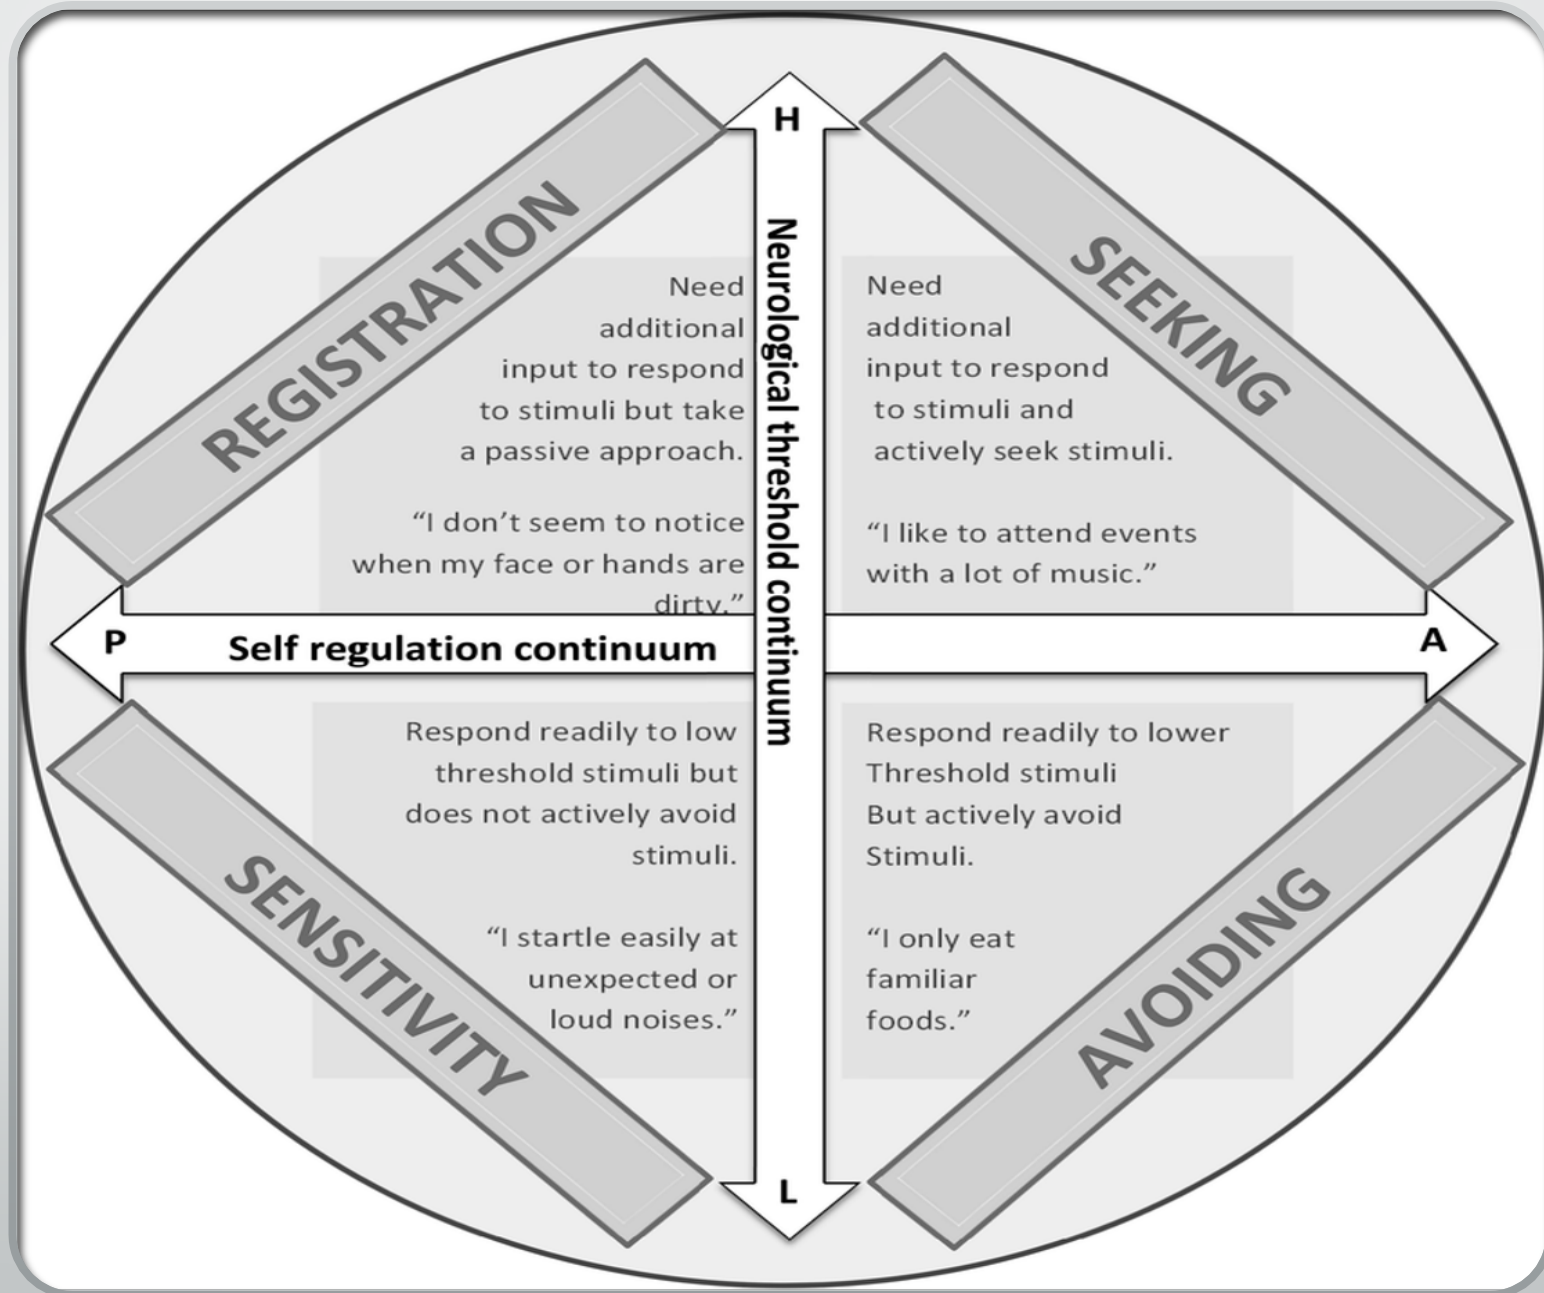 H
REGISTRATION
SEEKING
Neurological threshold continuum
Need
additional
input to respond
to stimuli but take
a passive approach.
“I don’t seem to notice
when my face or hands are
dirty.”
Need
additional
input to respond
to stimuli and
actively seek stimuli.
“I like to attend events
with a lot of music.”
P
Self regulation continuum
A
Respond readily to low
threshold stimuli but
does not actively avoid
stimuli.
“I startle easily at
unexpected or
loud noises.”
SENSITIVITY
Respond readily to lower
Threshold stimuli
But actively avoid
Stimuli.
“I only eat
familiar
foods.”
AVOIDING
L